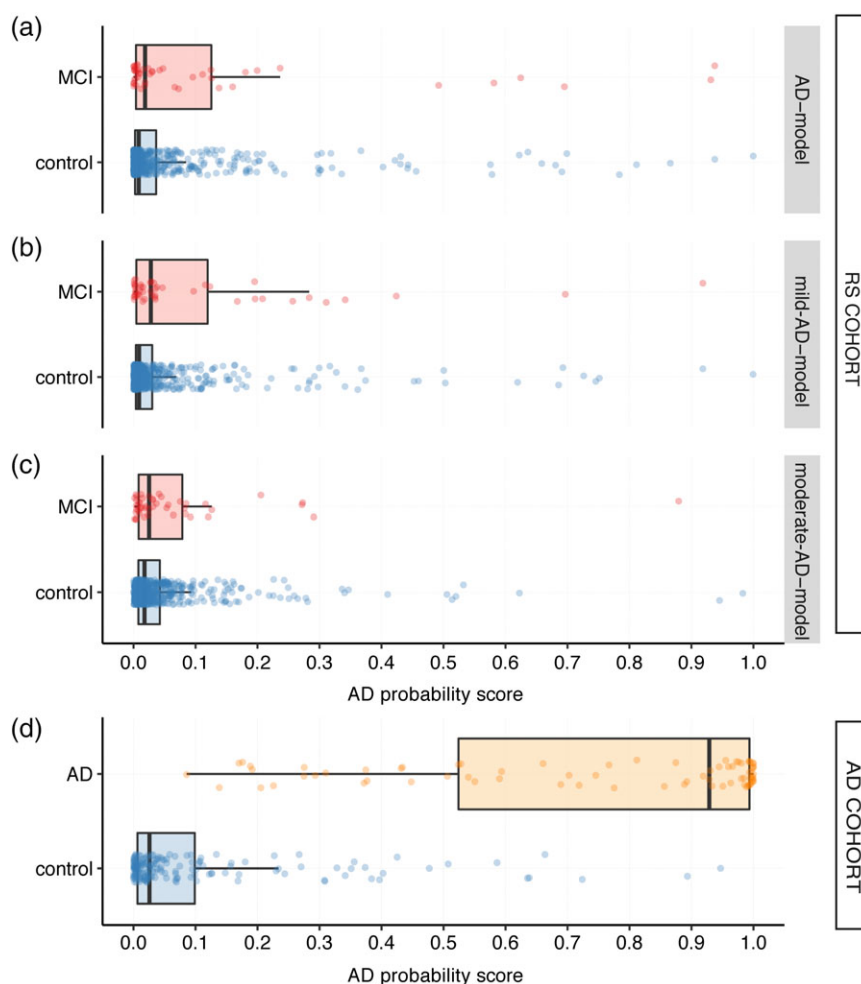 (a)
MCI
control
AD-model
(b)
MCI
control
mild-AD-model
(c)
MCI
control
moderate-AD-model
RS COHORT
0.0 0.1 0.2 0.3 0.4 0.5 0.6 0.7 0.8 0.9 1.0
AD probability score
(d)
AD
control
AD COHORT
0.0 0.1 0.2 0.3 0.4 0.5 0.6 0.7 0.8 0.9 1.0
AD probability score